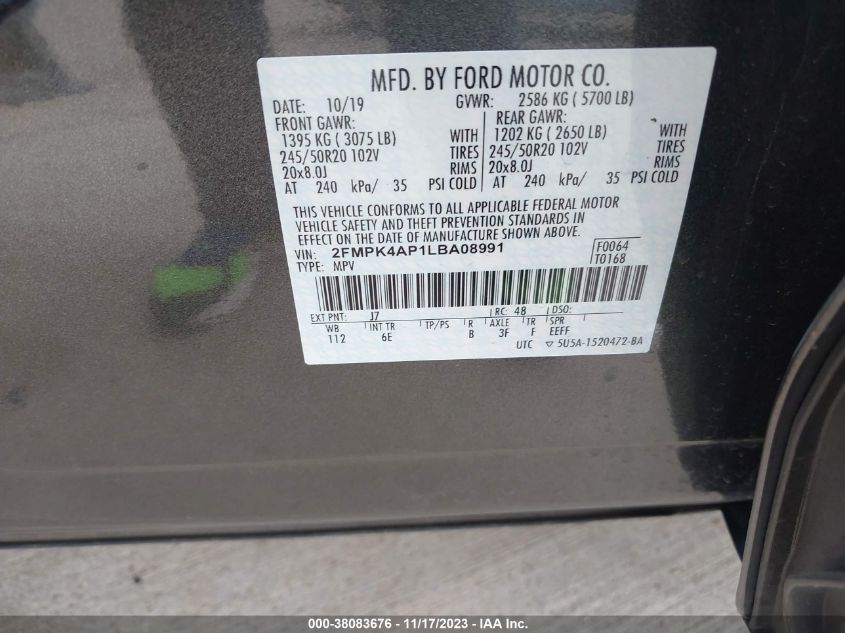 MFD. BY FORD MOTOR CO.
DATE: 10/19 GVWR: 2586 KG ( 5700 LB)
FRONT GAWR: REAR GAWR:
1395 KG ( 3075 LB) WITH 1202 KG ( 2650 LB) WITH
245/50R20 102V TIRES 245/50R20 102V TIRES
20x8.0J RIMS 20x8.0J RIMS
AT 240 kPa/ 35 PSI COLD AT 240 kPa/ 35 PSI COLD
THIS VEHICLE CONFORMS TO ALL APPLICABLE FEDERAL MOTOR
VEHICLE SAFETY AND THEFT PREVENTION STANDARDS IN
EFFECT ON THE DATE OF MANUFACTURE SHOWN ABOVE.
VIN: 2FMPK4AP1LBA08991 F0064
TYPE: MPV T0168
EXT PNT: J7 RC: 48 DSO:
WB INT TR TP/PS R AXLE TR SPR
112 6E B 3F F EEFF
UTC ▽ 5U5A-1520472-BA
000-38083676 - 11/17/2023 - IAA Inc.